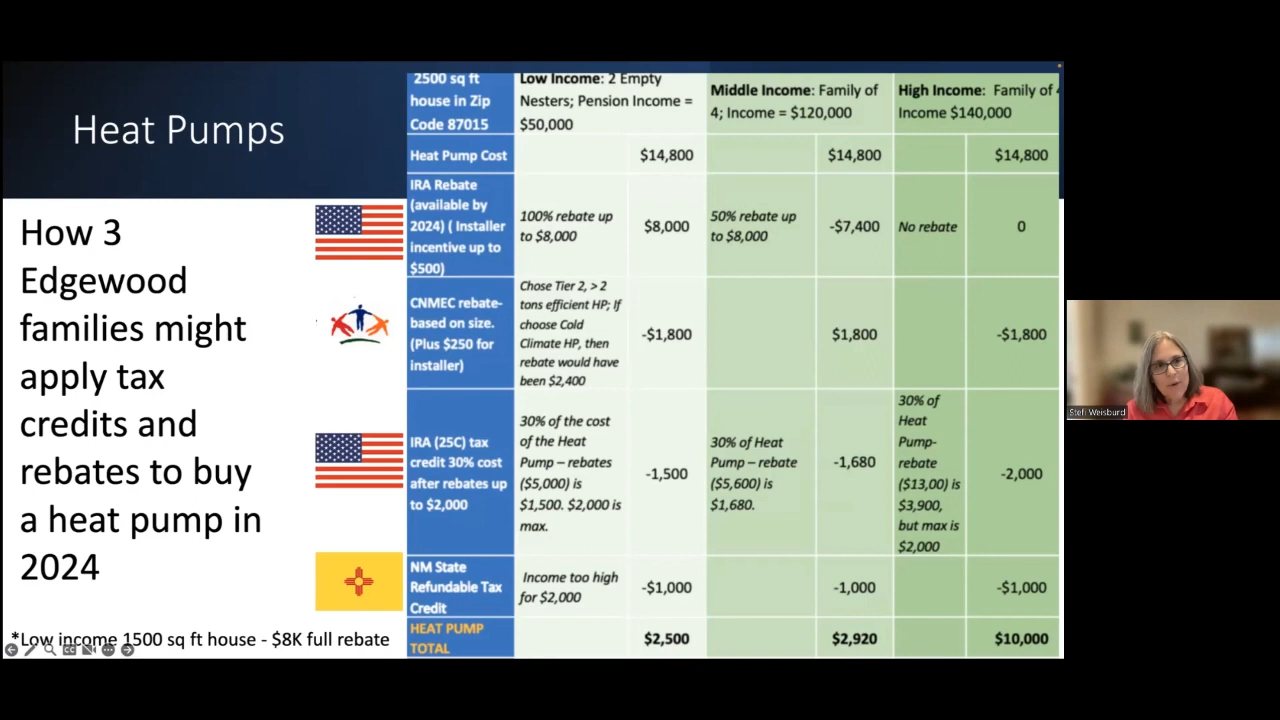 Heat Pumps
How 3
Edgewood
families might
apply tax
credits and
rebates to buy
a heat pump in
2024
*Low income 1500 sq ft house - $8K full rebate
2500 sq ft
house in Zip
Code 87015
Low Income: 2 Empty
Nesters; Pension Income =
$50,000
Middle Income: Family of
4; Income = $120,000
High Income: Family of 4
Income $140,000
Heat Pump Cost
$14,800
$14,800
$14,800
IRA Rebate
(available by
2024) ( Installer
incentive up to
$500)
100% rebate up
to $8,000
$8,000
50% rebate up
to $8,000
-$7,400
No rebate
0
CNMEC rebate-
based on size.
(Plus $250 for
installer)
Chose Tier 2, > 2
tons efficient HP; If
choose Cold
Climate HP, then
rebate would have
been $2,400
-$1,800
$1,800
-$1,800
IRA (25C) tax
credit 30% cost
after rebates up
to $2,000
30% of the cost
of the Heat
Pump – rebates
($5,000) is
$1,500. $2,000 is
max.
-1,500
30% of Heat
Pump – rebate
($5,600) is
$1,680.
-1,680
30% of
Heat
Pump-
rebate
($13,00) is
$3,900,
but max is
$2,000
-2,000
NM State
Refundable Tax
Credit
Income too high
for $2,000
-$1,000
-1,000
-$1,000
HEAT PUMP
TOTAL
$2,500
$2,920
$10,000
Stefi Weisburd